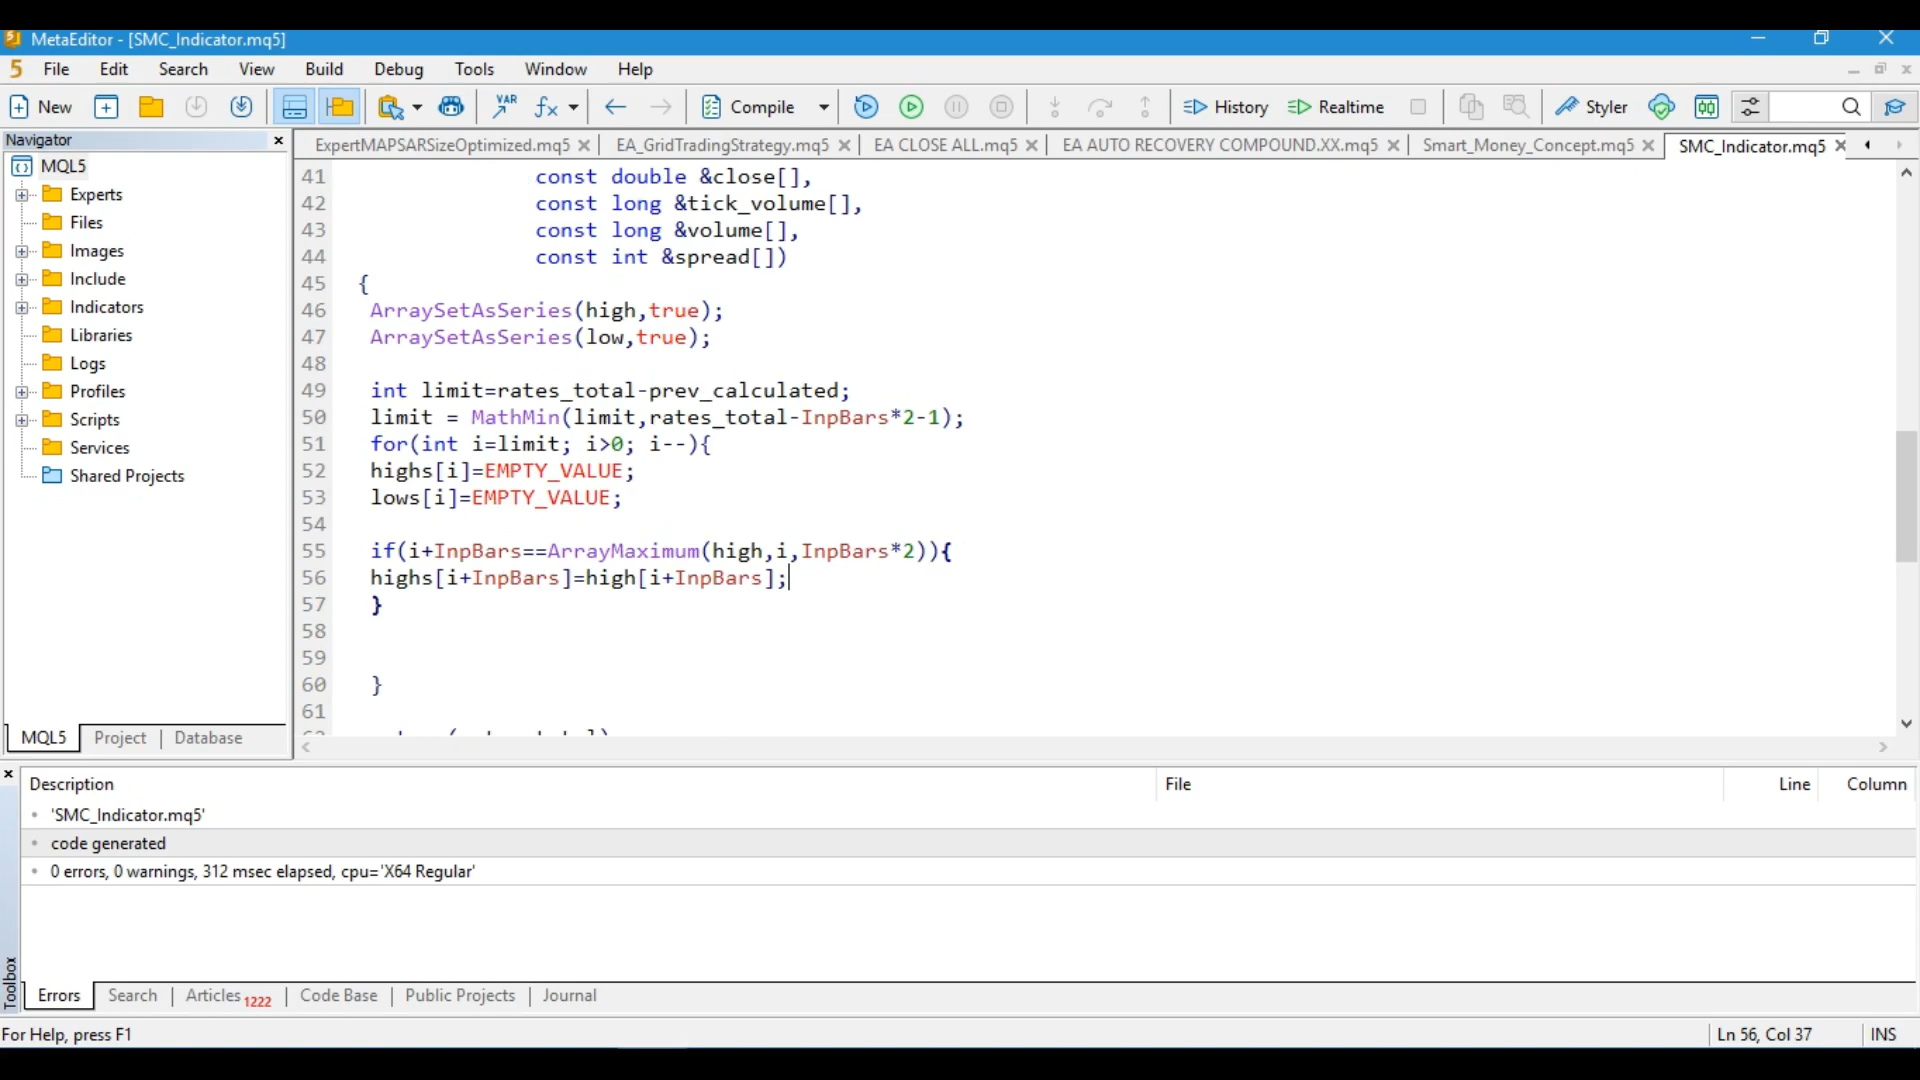 MetaEditor - [SMC_Indicator.mq5]
5 File Edit Search View Build Debug Tools Window Help
New VAR fx Compile History Realtime Styler
Navigator
MQL5
Experts
Files
Images
Include
Indicators
Libraries
Logs
Profiles
Scripts
Services
Shared Projects
MQL5 Project Database
ExpertMAPSARSizeOptimized.mq5 EA_GridTradingStrategy.mq5 EA CLOSE ALL.mq5 EA AUTO RECOVERY COMPOUND.XX.mq5 Smart_Money_Concept.mq5 SMC_Indicator.mq5
41 const double &close[],
42 const long &tick_volume[],
43 const long &volume[],
44 const int &spread[])
45 {
46 ArraySetAsSeries(high,true);
47 ArraySetAsSeries(low,true);
48
49 int limit=rates_total-prev_calculated;
50 limit = MathMin(limit,rates_total-InpBars*2-1);
51 for(int i=limit; i>0; i--){
52 highs[i]=EMPTY_VALUE;
53 lows[i]=EMPTY_VALUE;
54
55 if(i+InpBars==ArrayMaximum(high,i,InpBars*2)){
56 highs[i+InpBars]=high[i+InpBars];
57 }
58
59
60 }
61
Description File Line Column
'SMC_Indicator.mq5'
code generated
0 errors, 0 warnings, 312 msec elapsed, cpu='X64 Regular'
Toolbox
Errors Search Articles 1222 Code Base Public Projects Journal
For Help, press F1 Ln 56, Col 37 INS